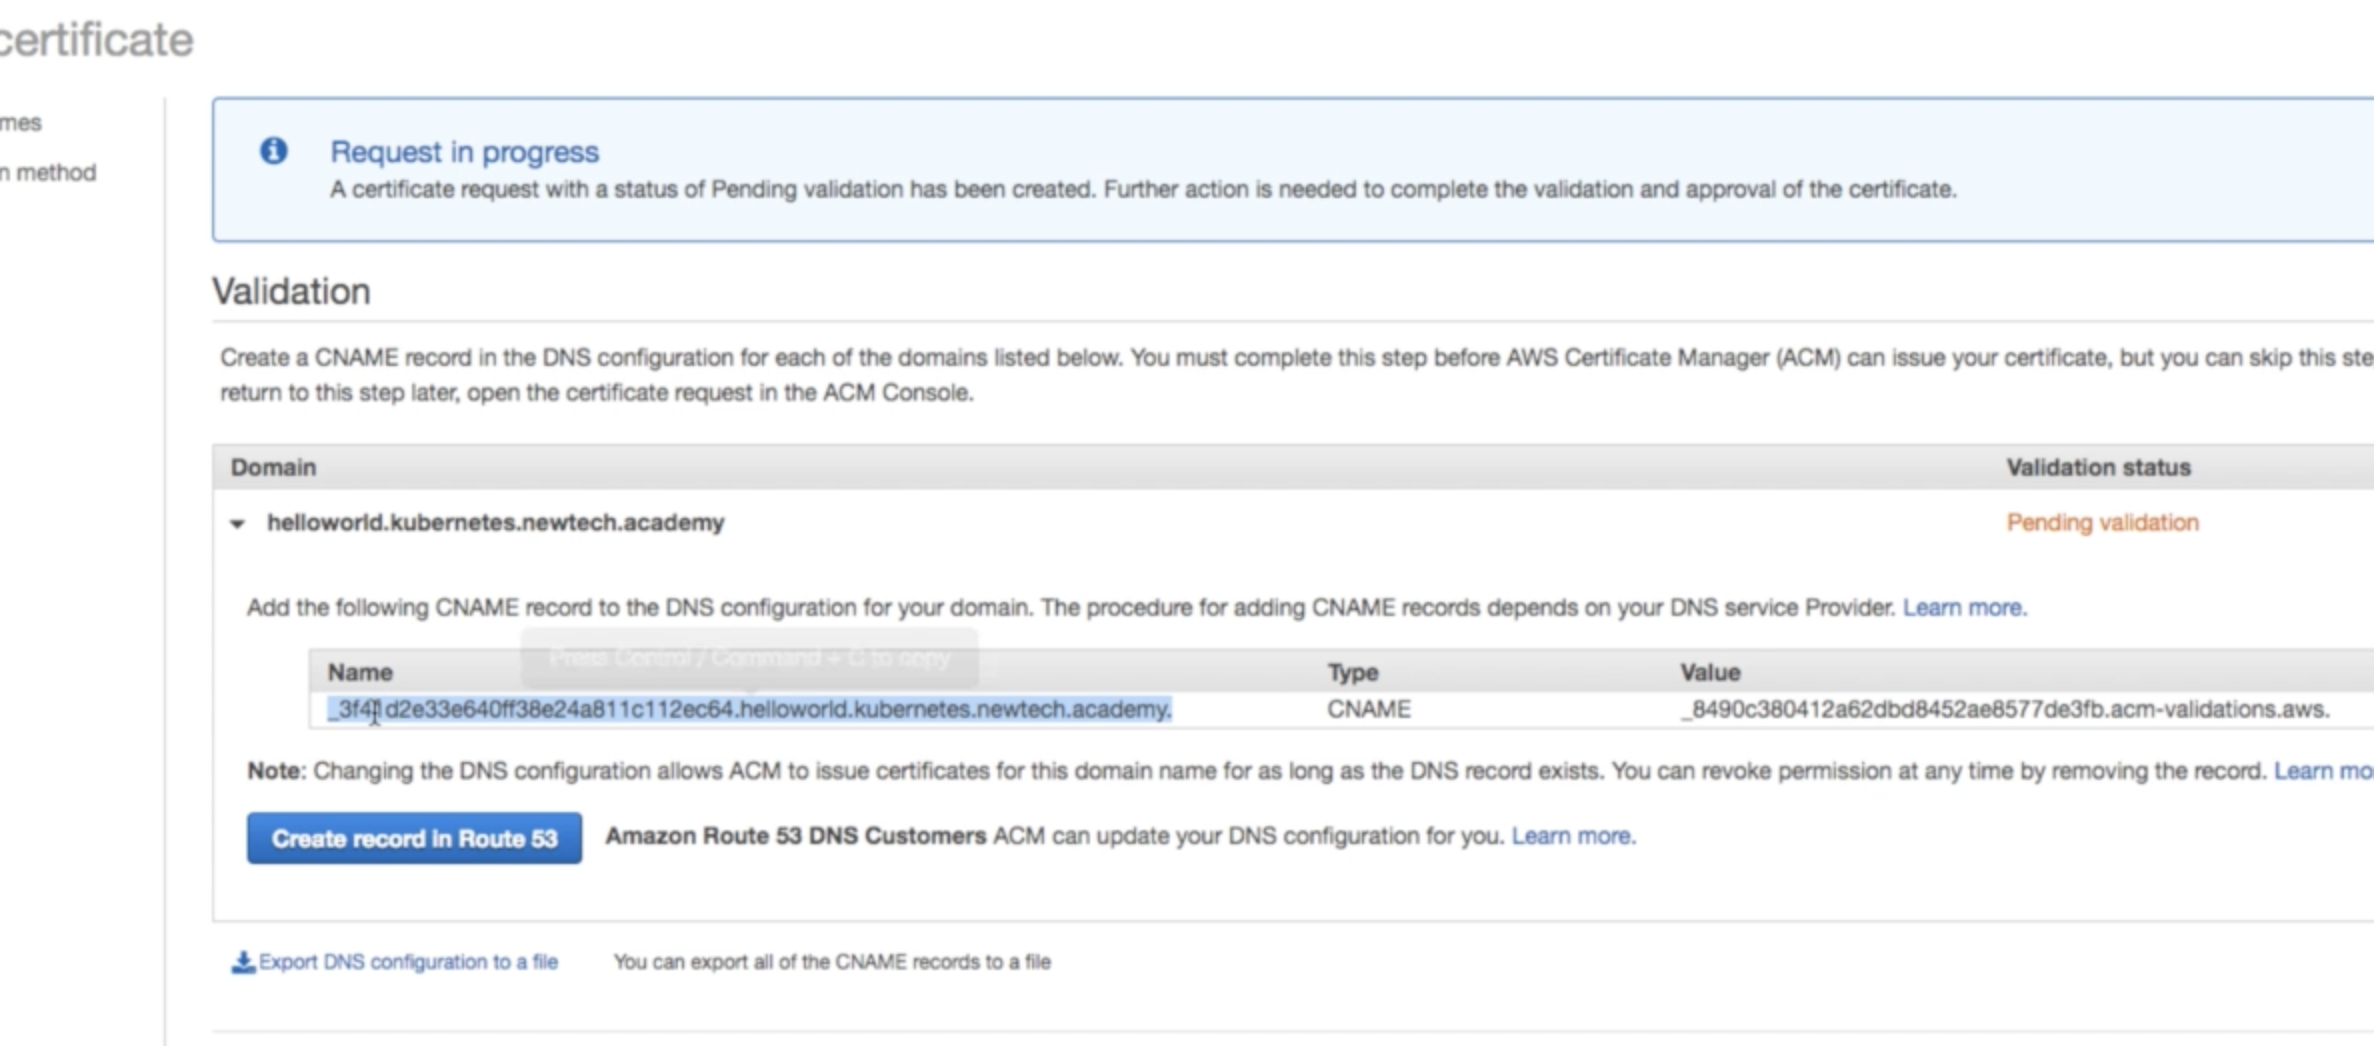 certificate
mes
n method
Request in progress
A certificate request with a status of Pending validation has been created. Further action is needed to complete the validation and approval of the certificate.
Validation
Create a CNAME record in the DNS configuration for each of the domains listed below. You must complete this step before AWS Certificate Manager (ACM) can issue your certificate, but you can skip this ste
return to this step later, open the certificate request in the ACM Console.
Domain Validation status
helloworld.kubernetes.newtech.academy Pending validation
Add the following CNAME record to the DNS configuration for your domain. The procedure for adding CNAME records depends on your DNS service Provider. Learn more.
Press Control / Command + C to copy
Name Type Value
CNAME _8490c380412a62dbd8452ae8577de3fb.acm-validations.aws.
Note: Changing the DNS configuration allows ACM to issue certificates for this domain name for as long as the DNS record exists. You can revoke permission at any time by removing the record. Learn mo
Create record in Route 53 Amazon Route 53 DNS Customers ACM can update your DNS configuration for you. Learn more.
Export DNS configuration to a file You can export all of the CNAME records to a file